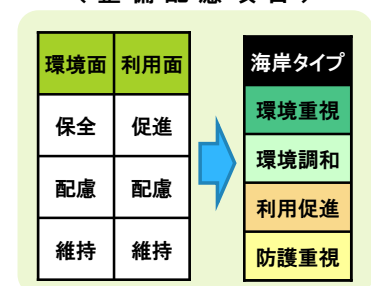 環境面 利用面
保全 促進
配慮 配慮
維持 維持
海岸タイプ
環境重視
環境調和
利用促進
防護重視